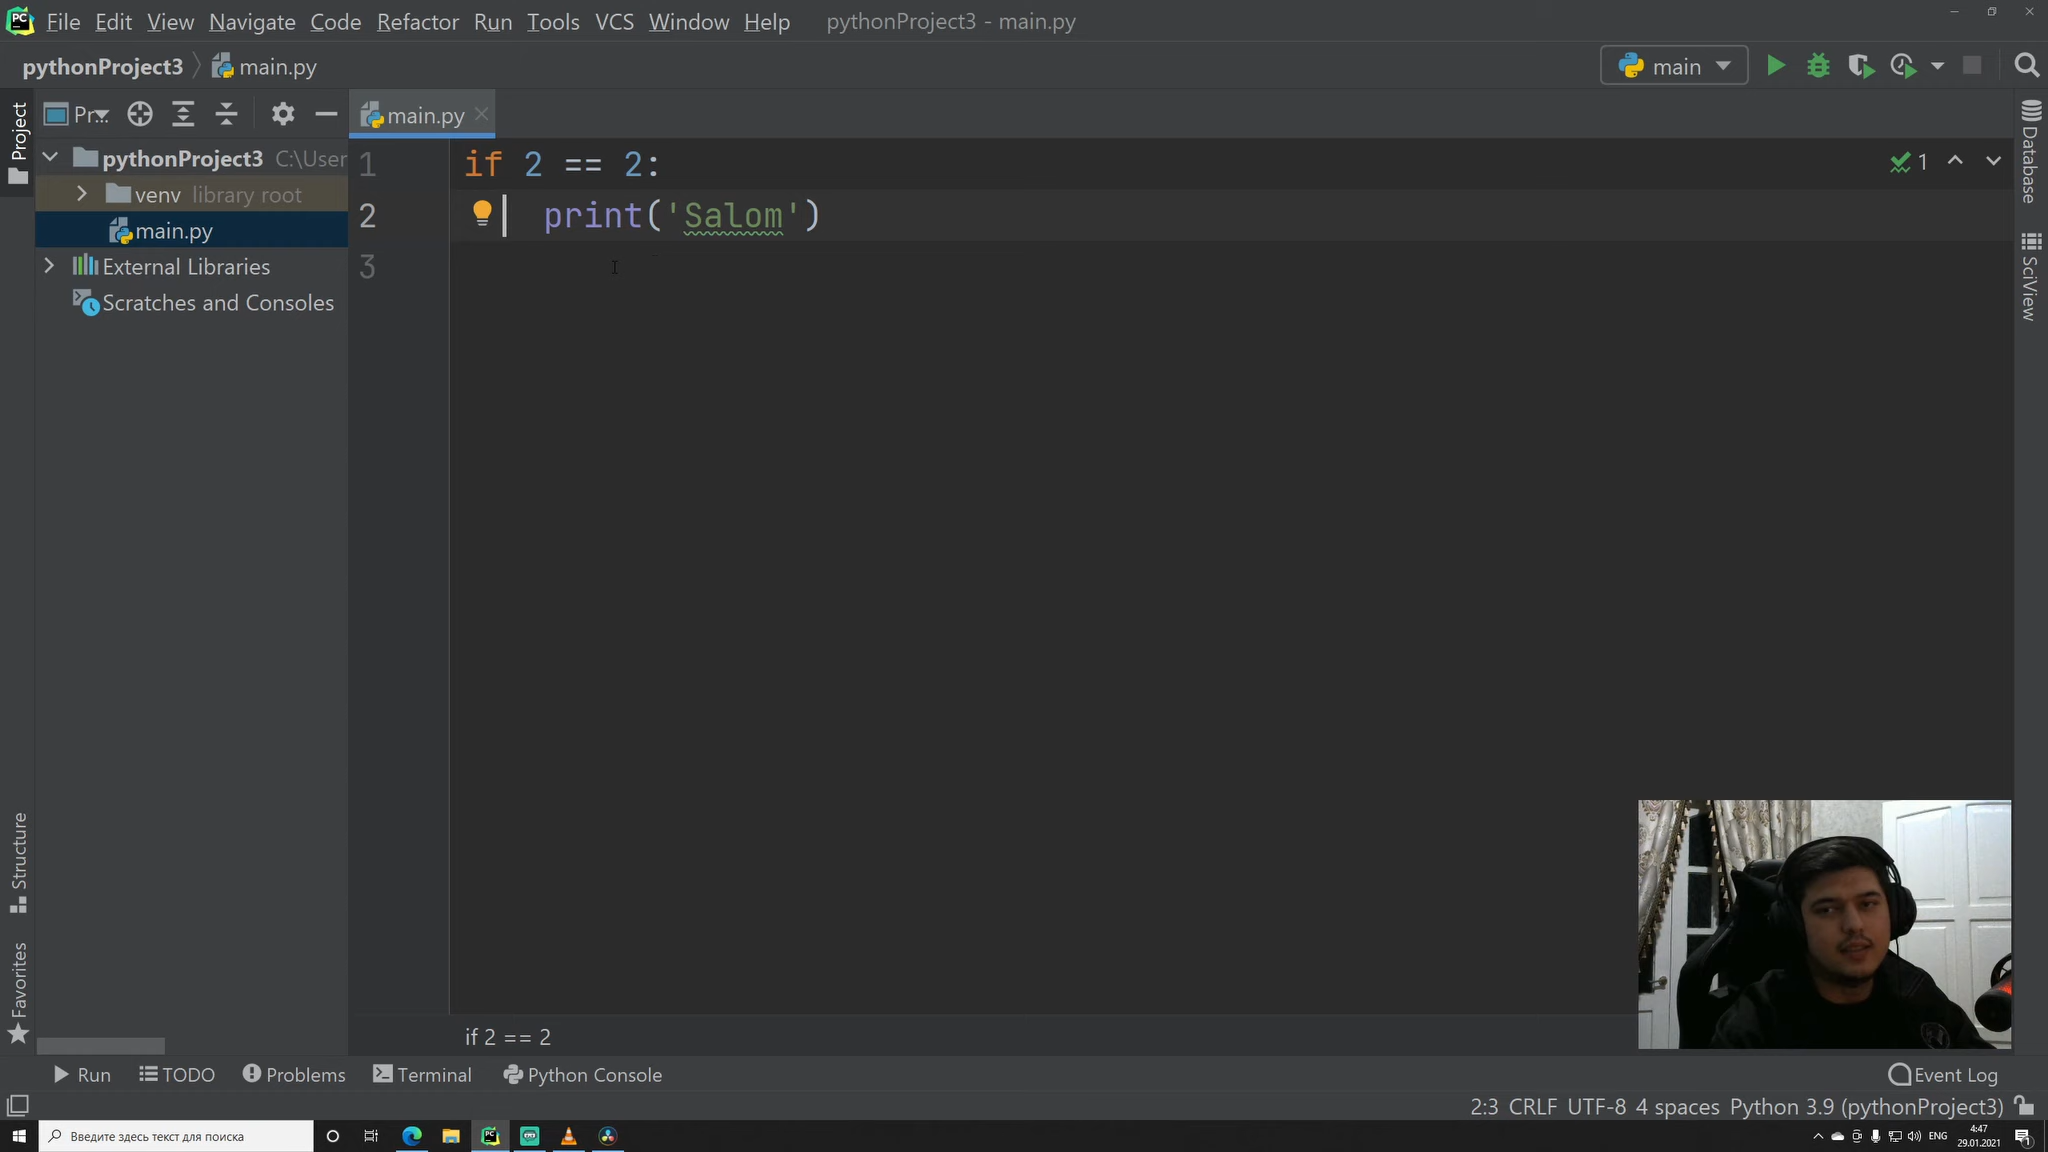 PC File Edit View Navigate Code Refactor Run Tools VCS Window Help pythonProject3 - main.py
pythonProject3 main.py main
Project
Pr
main.py
pythonProject3 C:\User
venv library root
main.py
External Libraries
Scratches and Consoles
1 if 2 == 2:
2 print('Salom')
3
1
Database
SciView
Structure
Favorites
if 2 == 2
Run TODO Problems Terminal Python Console Event Log
2:3 CRLF UTF-8 4 spaces Python 3.9 (pythonProject3)
Введите здесь текст для поиска PC ENG 4:47
29.01.2021
1